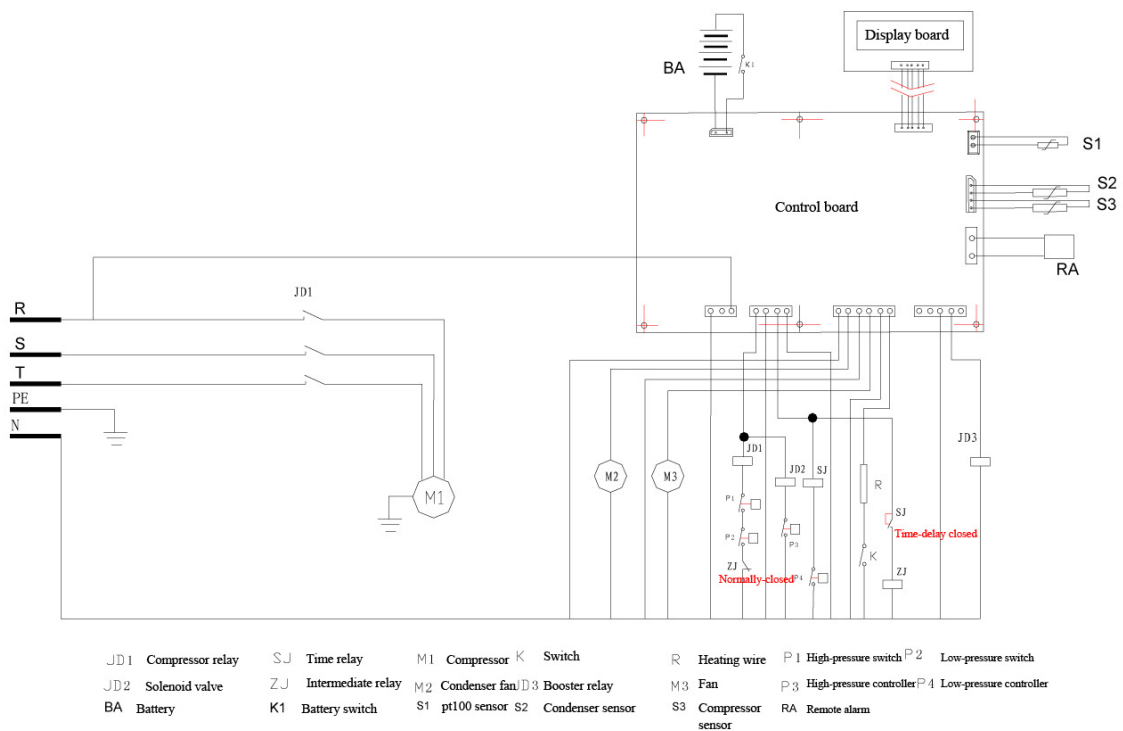 Display board
BA
K1
S1
S2
Control board
S3
RA
JD1
R
S
T
PE
N
JD1
JD2
SJ
JD3
M2
M3
R
M1
P1
SJ
Time-delay closed
P2
P3
K
ZJ
Normally-closed
P4
ZJ
JD1 Compressor relay SJ Time relay M1 Compressor K Switch R Heating wire P1 High-pressure switch P2 Low-pressure switch
JD2 Solenoid valve ZJ Intermediate relay M2 Condenser fan JD3 Booster relay M3 Fan P3 High-pressure controller P4 Low-pressure controller
BA Battery K1 Battery switch S1 pt100 sensor S2 Condenser sensor S3 Compressor RA Remote alarm
sensor